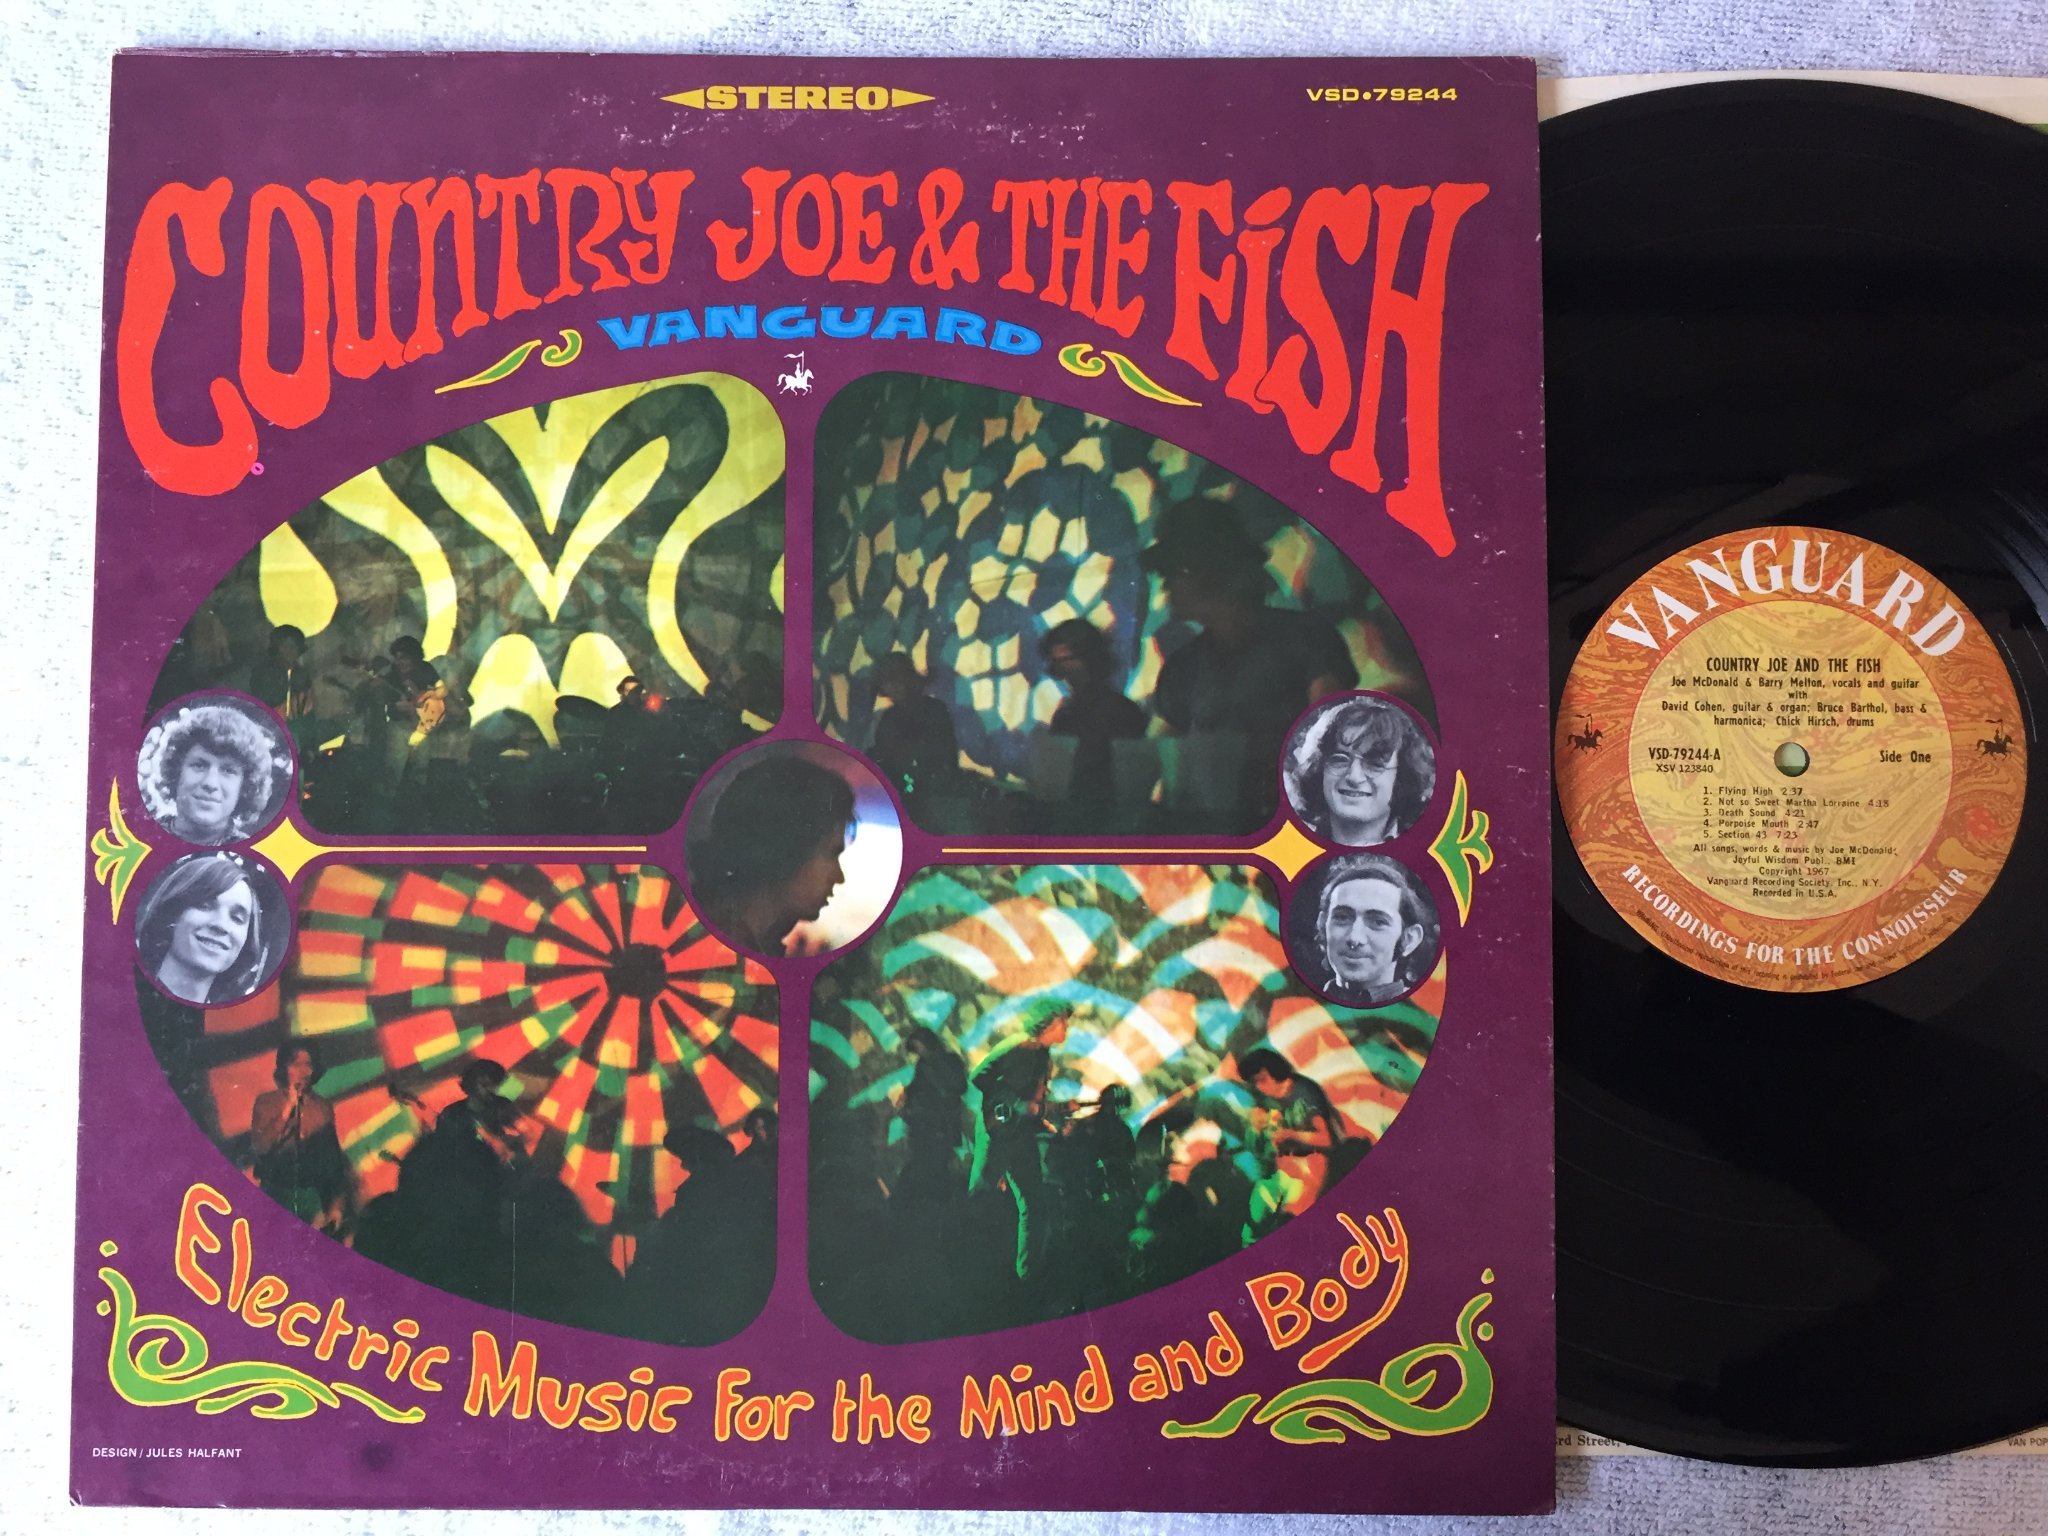 STEREO
VSD•79244
COUNTRY JOE & THE FISH
VANGUARD
Electric Music for the Mind and Body
DESIGN / JULES HALFANT
VANGUARD
COUNTRY JOE AND THE FISH
Joe McDonald & Barry Melton, vocals and guitar
with
David Cohen, guitar & organ; Bruce Barthol, bass &
harmonica; Chick Hirsch, drums
VSD-79244-A
XSV 123840
Side One
1. Flying High 2:37
2. Not so Sweet Martha Lorraine 4:18
3. Death Sound 4:21
4. Porpoise Mouth 2:47
5. Section 43 7:23
All songs, words & music by Joe McDonald;
Joyful Wisdom Publ., BMI
Copyright 1967
Vanguard Recording Society, Inc., N.Y.
Recorded in U.S.A.
RECORDINGS FOR THE CONNOISSEUR
rd Street,
VAN POP